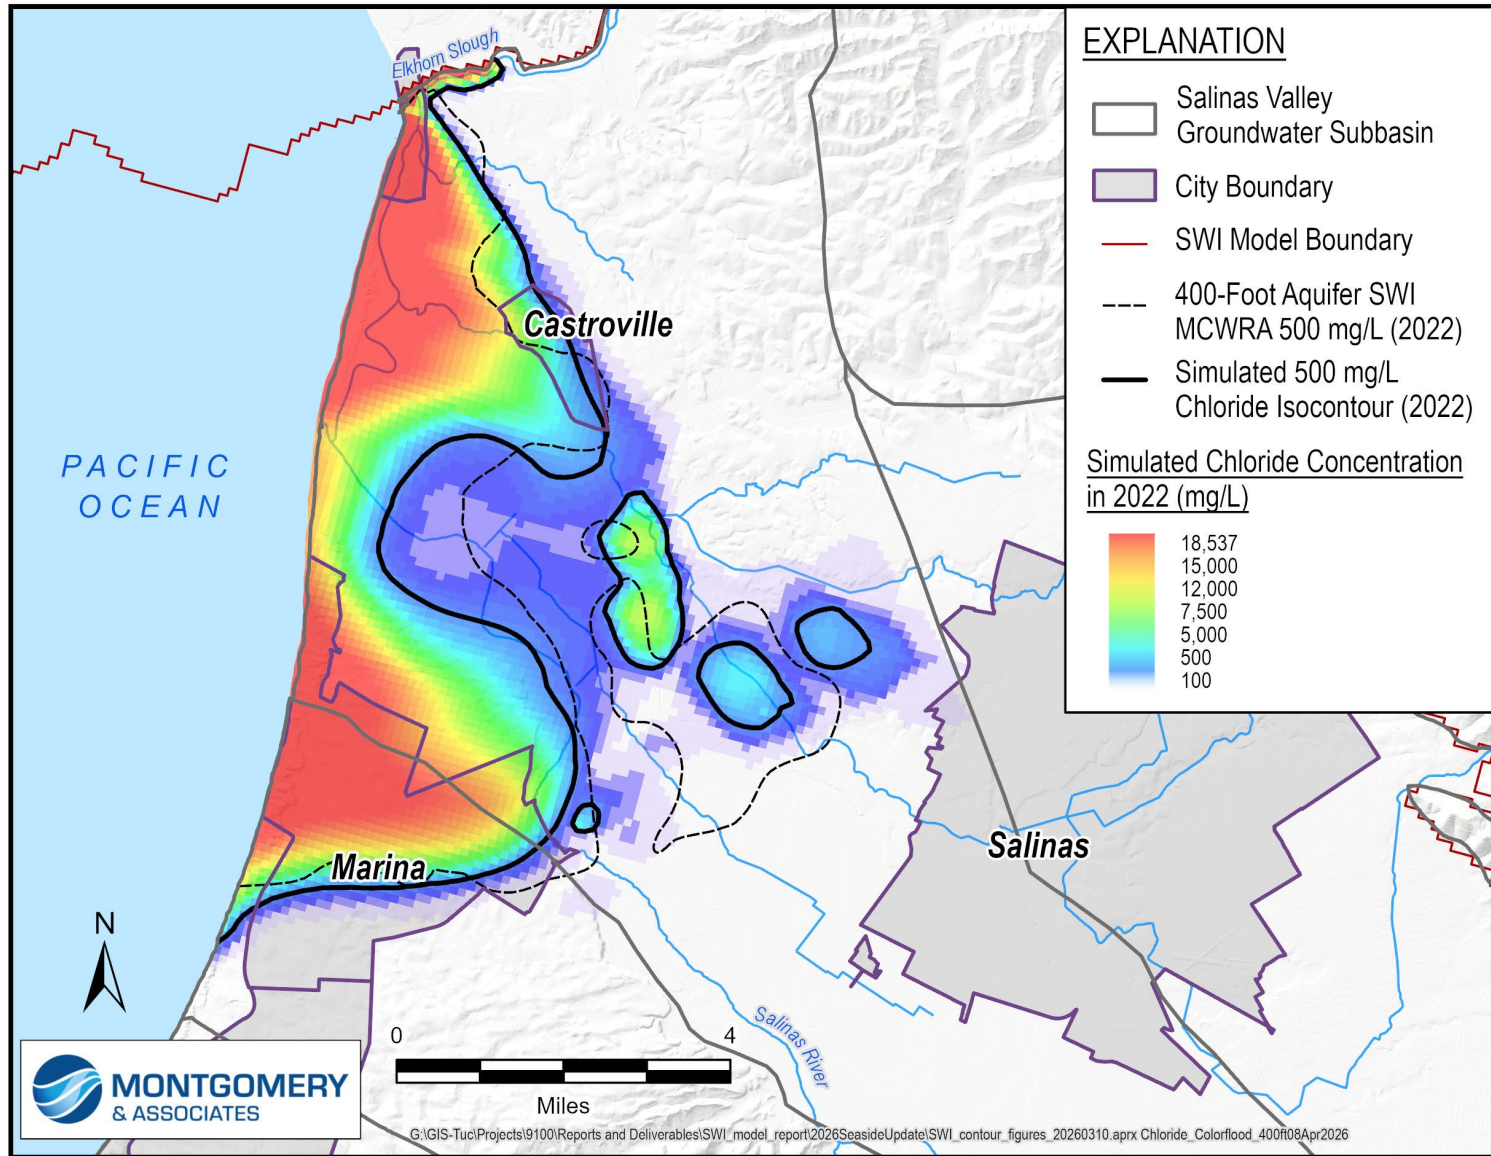 EXPLANATION
Salinas Valley
Groundwater Subbasin
City Boundary
SWI Model Boundary
400-Foot Aquifer SWI
MCWRA 500 mg/L (2022)
Simulated 500 mg/L
Chloride Isocontour (2022)
Simulated Chloride Concentration
in 2022 (mg/L)
18,537
15,000
12,000
7,500
5,000
500
100
Elkhorn Slough
Castroville
PACIFIC
OCEAN
Marina
Salinas
N
0
4
Miles
Salinas River
MONTGOMERY
& ASSOCIATES
G:\GIS-Tuc\Projects\9100\Reports and Deliverables\SWI_model_report\2026SeasideUpdate\SWI_contour_figures_20260310.aprx Chloride_Colorflood_400ft08Apr2026